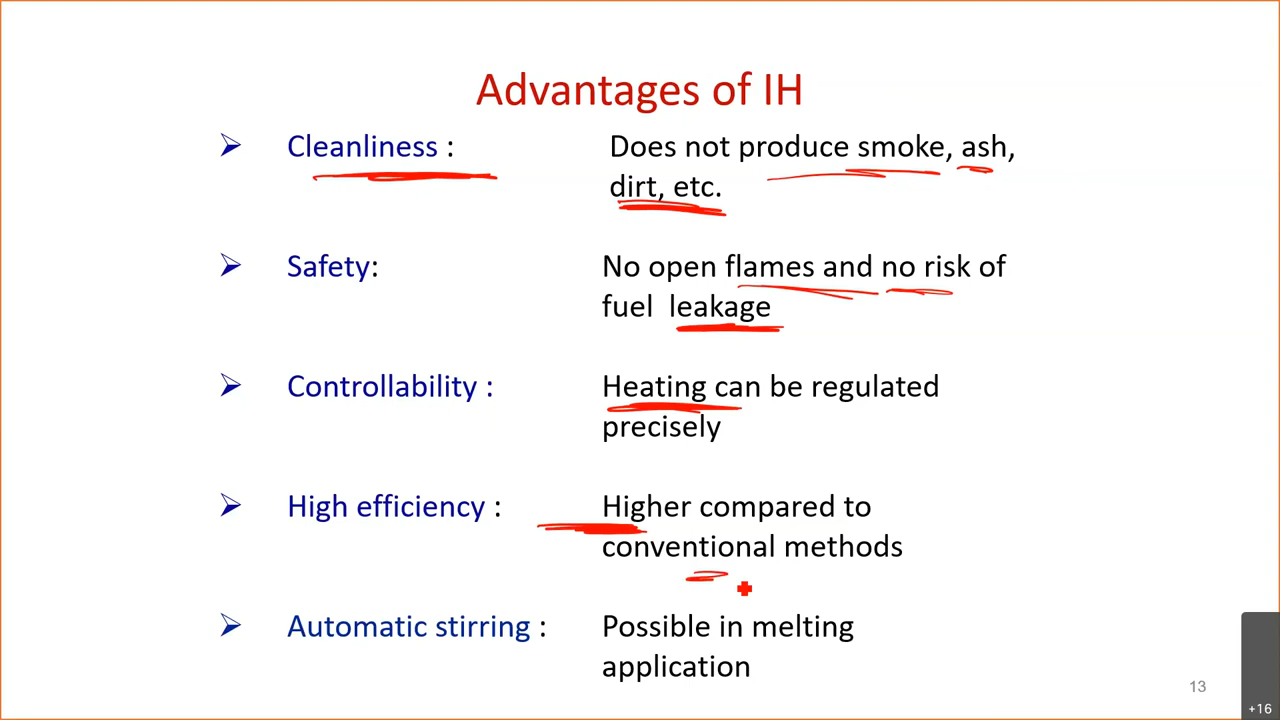 Advantages of IH
➢ Cleanliness : Does not produce smoke, ash,
dirt, etc.
➢ Safety: No open flames and no risk of
fuel leakage
➢ Controllability : Heating can be regulated
precisely
➢ High efficiency : Higher compared to
conventional methods
➢ Automatic stirring : Possible in melting
application
13
+16